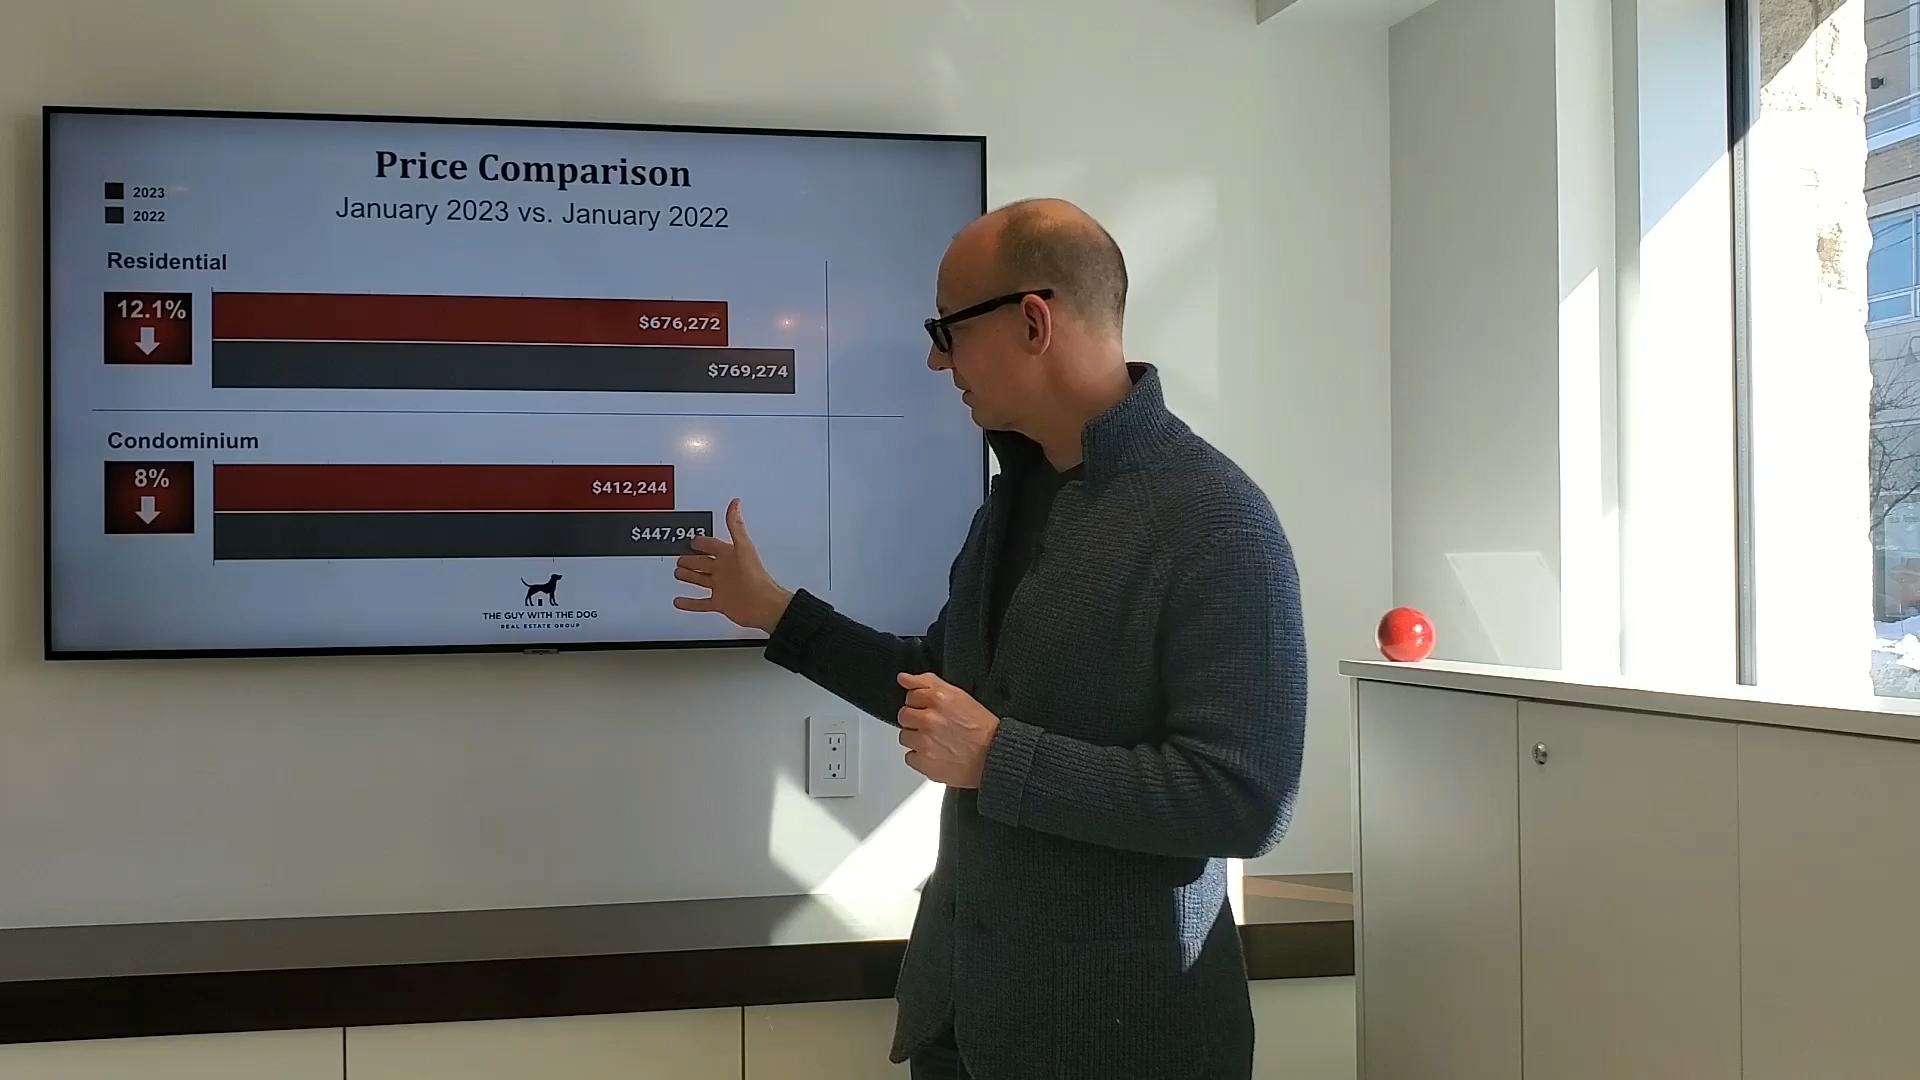 Price Comparison
January 2023 vs. January 2022
2023
2022
Residential
12.1%
$676,272
$769,274
Condominium
8%
$412,244
$447,943
THE GUY WITH THE DOG
REAL ESTATE GROUP